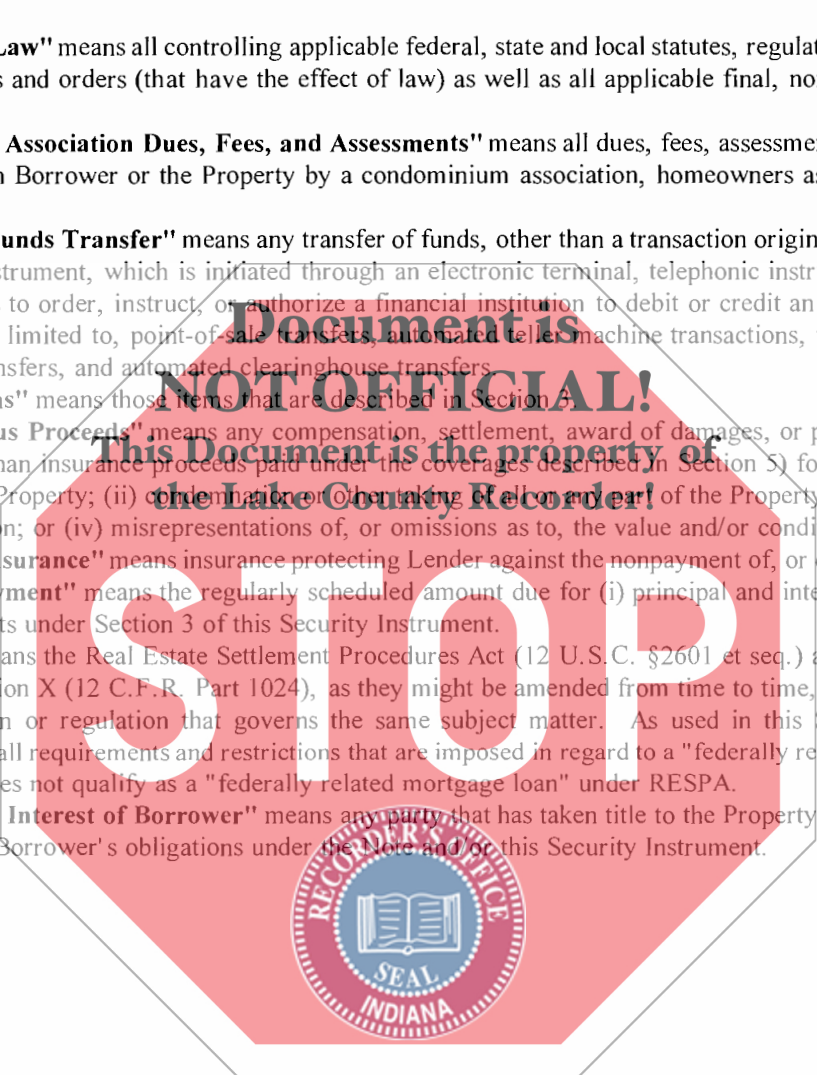 Law" means all controlling applicable federal, state and local statutes, regulat
s and orders (that have the effect of law) as well as all applicable final, no
Association Dues, Fees, and Assessments" means all dues, fees, assessme
n Borrower or the Property by a condominium association, homeowners as
unds Transfer" means any transfer of funds, other than a transaction origin
strument, which is initiated through an electronic terminal, telephonic instr
to order, instruct, or authorize a financial institution to debit or credit an
Document is
limited to, point-of-sale transfers, automated teller machine transactions,
nsfers, and automated clearinghouse transfers.
NOT OFFICIAL!
ns" means those items that are described in Section 3.
us Proceeds" means any compensation, settlement, award of damages, or p
This Document is the property of
han insurance proceeds paid under the coverages described in Section 5) fo
Property; (ii) condemnation or other taking of all or any part of the Property
the Lake County Recorder!
n; or (iv) misrepresentations of, or omissions as to, the value and/or condi
surance" means insurance protecting Lender against the nonpayment of, or
yment" means the regularly scheduled amount due for (i) principal and inte
ts under Section 3 of this Security Instrument.
STOP
ans the Real Estate Settlement Procedures Act (12 U.S.C. §2601 et seq.) a
ion X (12 C.F.R. Part 1024), as they might be amended from time to time,
n or regulation that governs the same subject matter. As used in this
all requirements and restrictions that are imposed in regard to a "federally re
es not qualify as a "federally related mortgage loan" under RESPA.
Interest of Borrower" means any party that has taken title to the Property
Borrower's obligations under the Note and/or this Security Instrument.
RECORDER'S OFFICE
SEAL
INDIANA